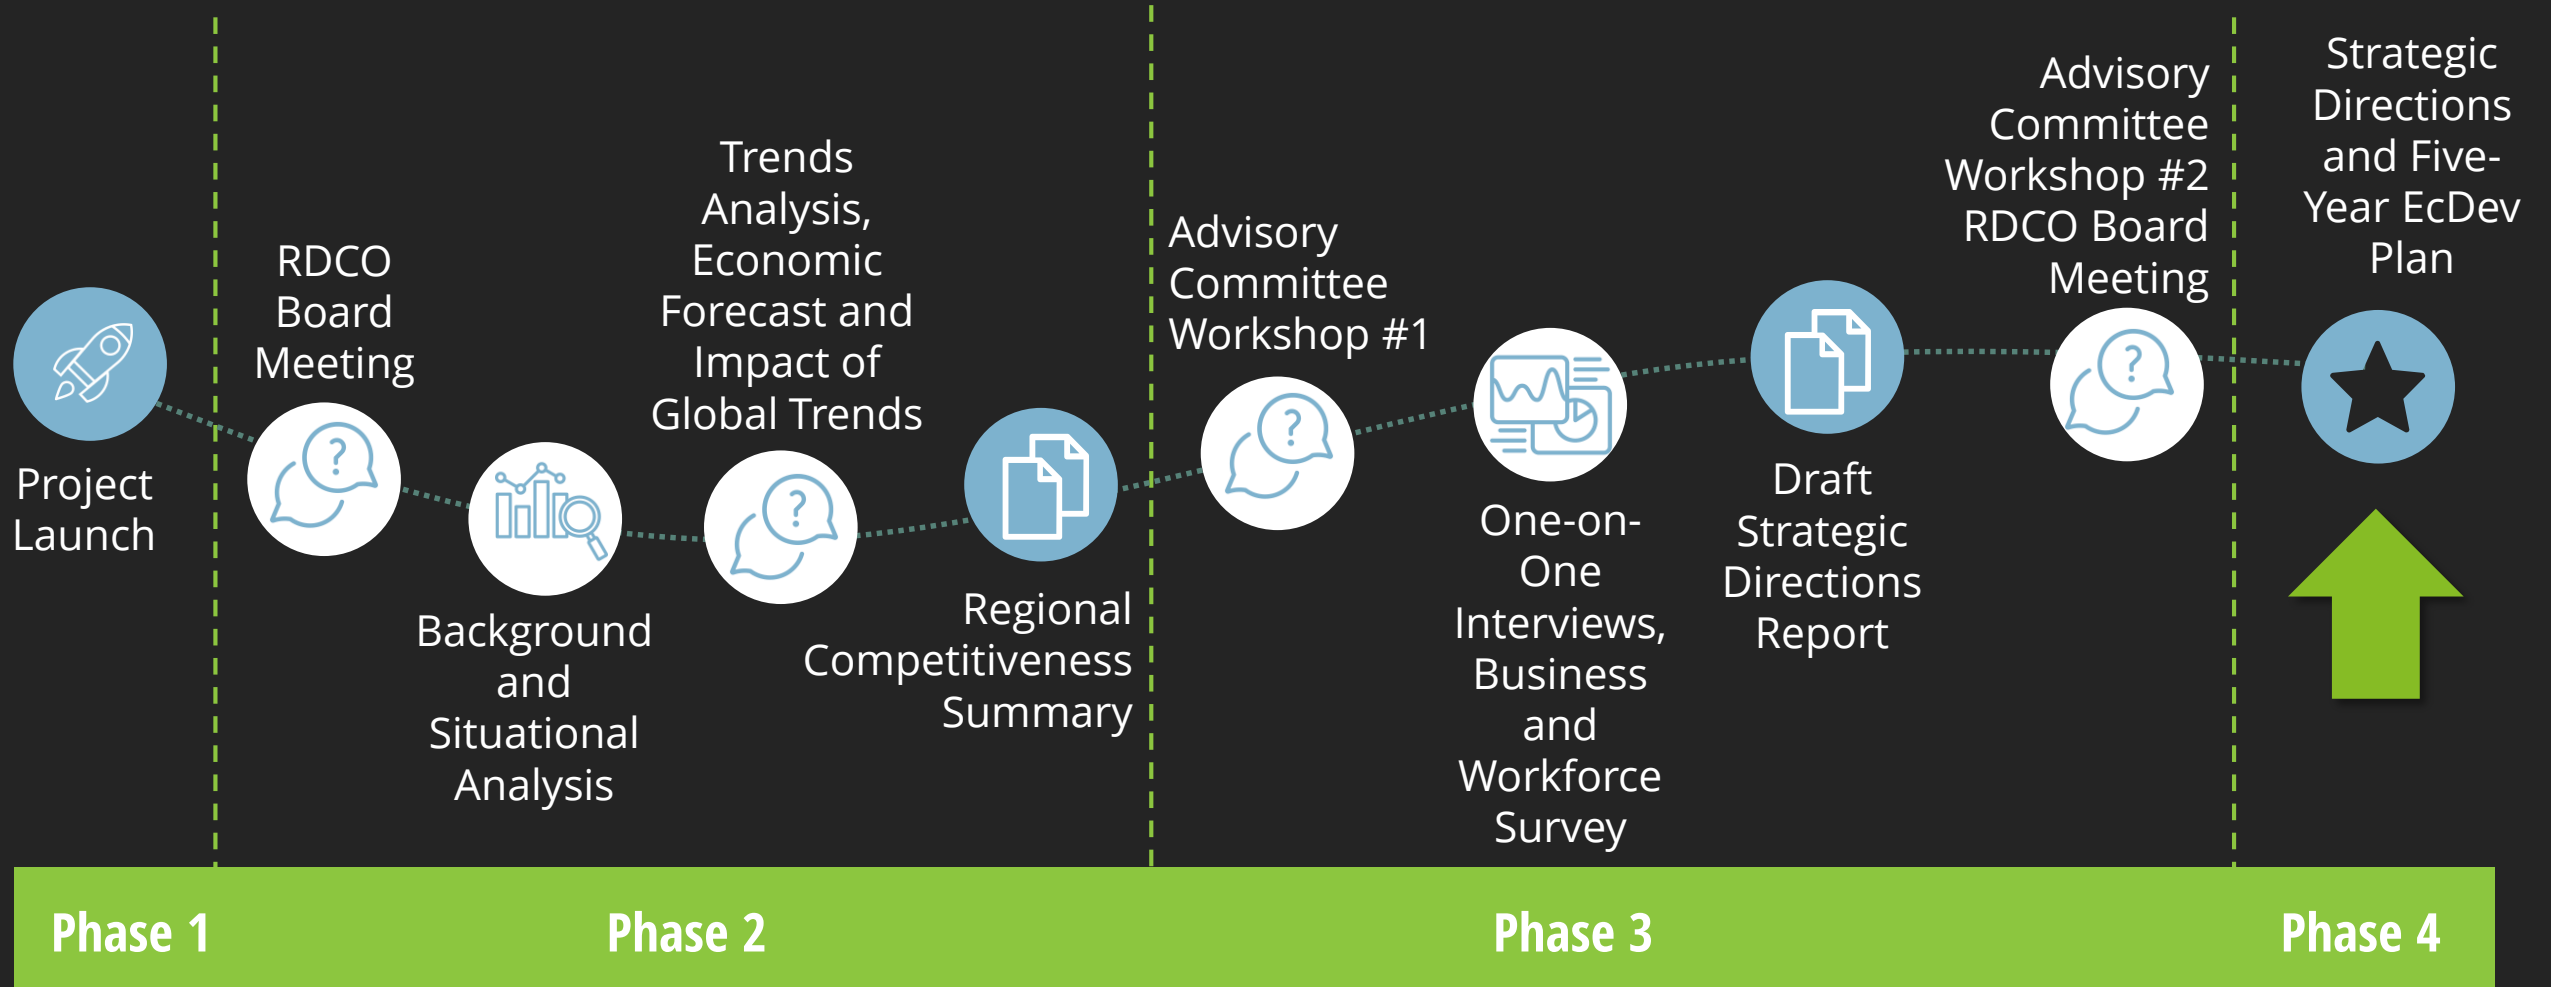 Project
Launch
RDCO
Board
Meeting
Background
and
Situational
Analysis
Trends
Analysis,
Economic
Forecast and
Impact of
Global Trends
Regional
Competitiveness
Summary
Advisory
Committee
Workshop #1
One-on-
One
Interviews,
Business
and
Workforce
Survey
Draft
Strategic
Directions
Report
Advisory
Committee
Workshop #2
RDCO Board
Meeting
Strategic
Directions
and Five-
Year EcDev
Plan
Phase 1
Phase 2
Phase 3
Phase 4